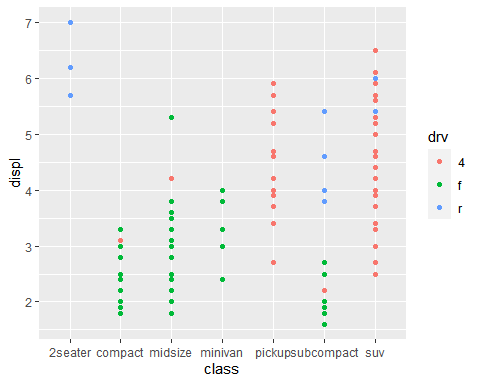 7
6
5
4
3
2
displ
2seater compact midsize minivan pickupsubcompact suv
class
drv
4
f
r